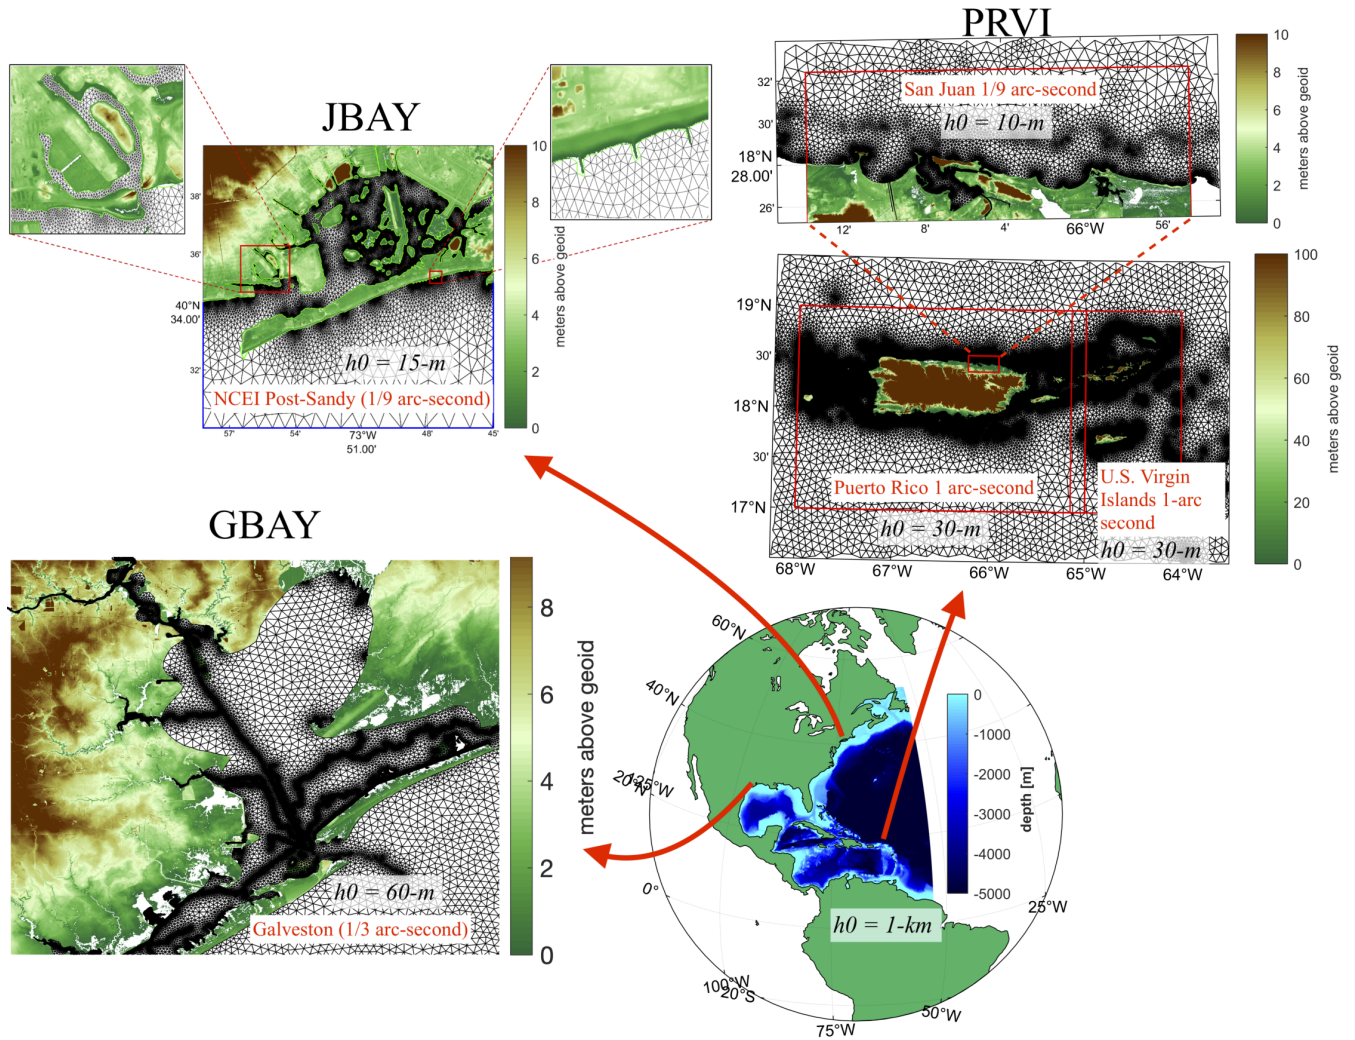 PRVI
JBAY
38'
36'
40°N
34.00'
32'
57'
54'
73°W
51.00'
48'
45'
h0 = 15-m
NCEI Post-Sandy (1/9 arc-second)
10
8
6
4
2
0
meters above geoid
32'
30'
18°N
28.00'
26'
12'
8'
4'
66°W
56'
San Juan 1/9 arc-second
h0 = 10-m
10
8
6
4
2
0
meters above geoid
19°N
30'
18°N
30'
17°N
68°W
67°W
66°W
65°W
64°W
Puerto Rico 1 arc-second
h0 = 30-m
U.S. Virgin
Islands 1-arc
second
h0 = 30-m
100
80
60
40
20
0
meters above geoid
GBAY
h0 = 60-m
Galveston (1/3 arc-second)
8
6
4
2
0
meters above geoid
60°N
40°N
20°N
125°W
0°
100°W
20°S
75°W
50°W
25°W
h0 = 1-km
0
-1000
-2000
-3000
-4000
-5000
depth [m]